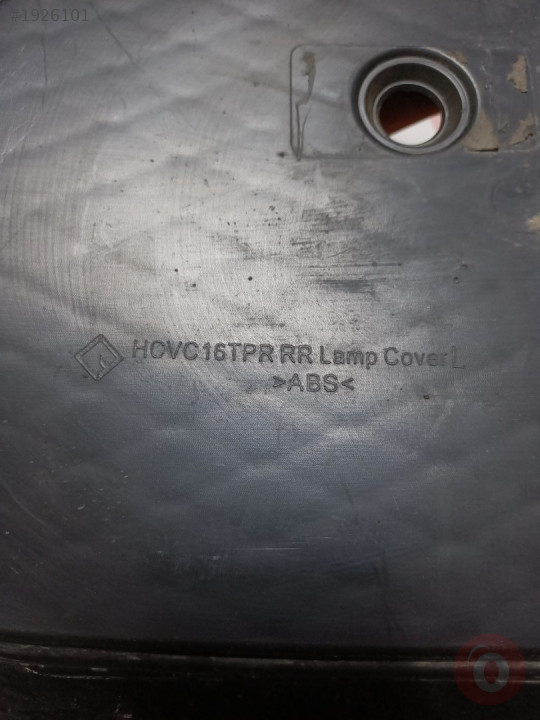 #1926101
HCVC16TPR RR Lamp Cover L
>ABS<